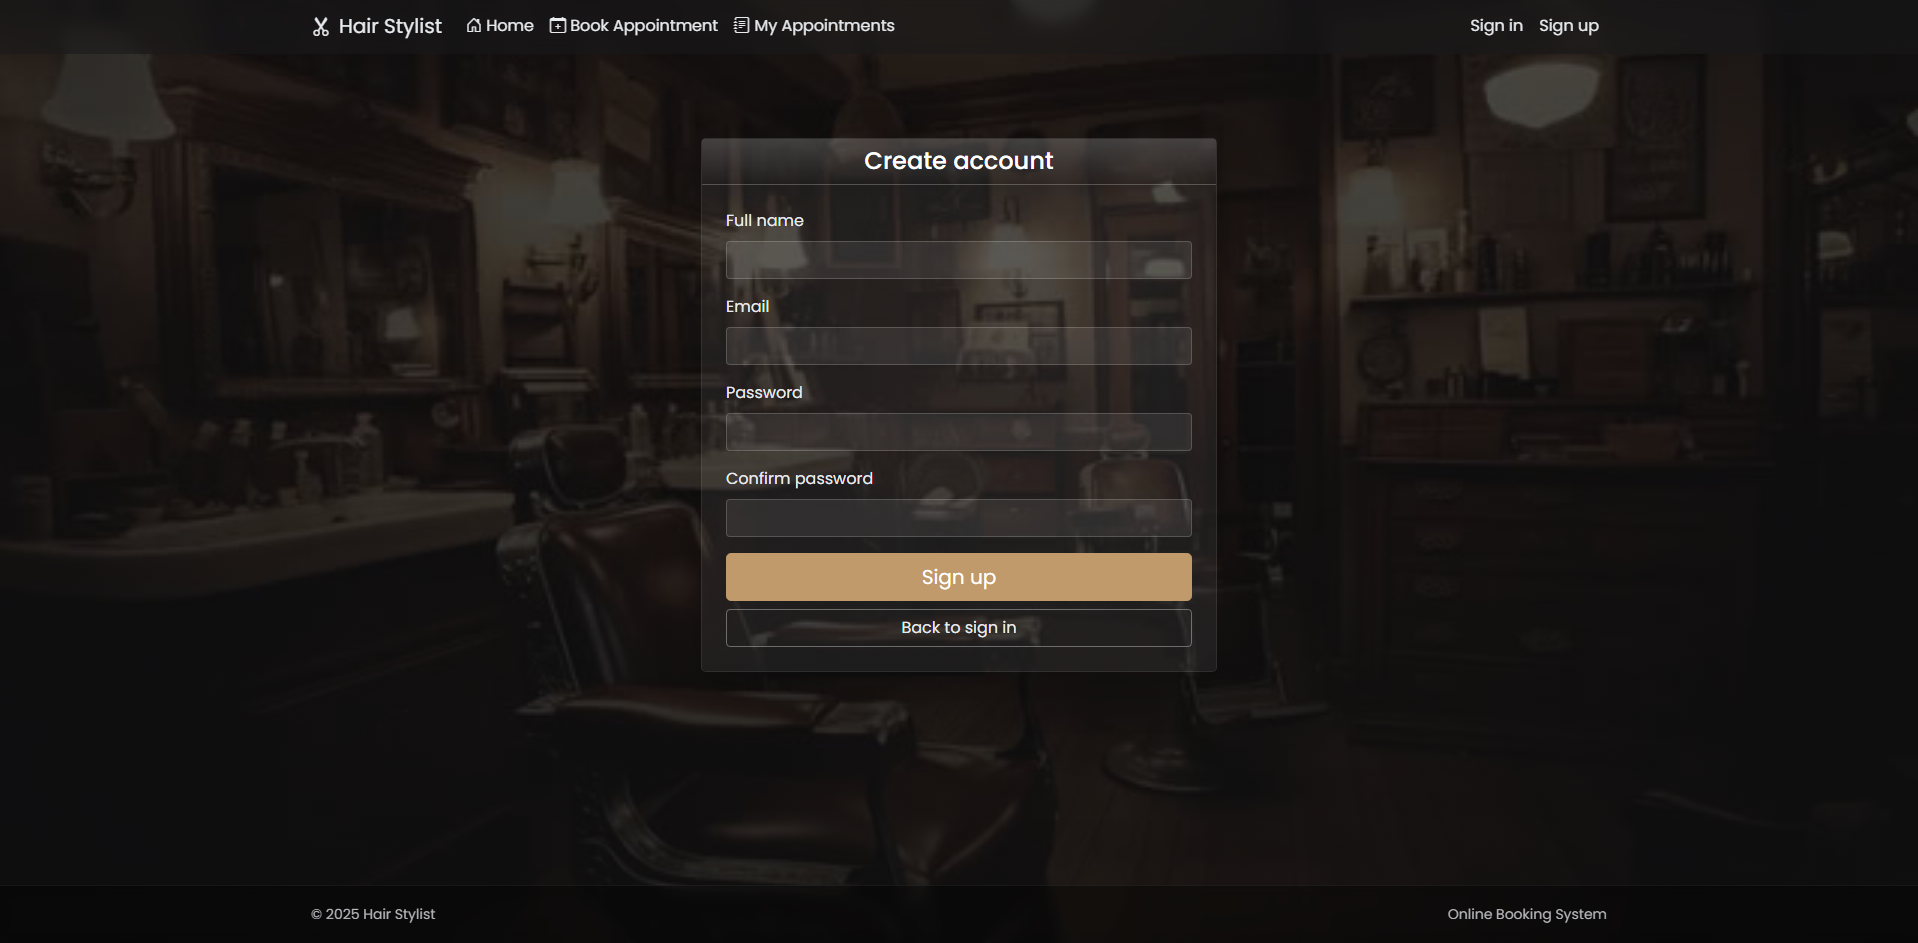 Hair Stylist Home Book Appointment My Appointments Sign in Sign up
Create account
Full name
Email
Password
Confirm password
Sign up
Back to sign in
© 2025 Hair Stylist Online Booking System